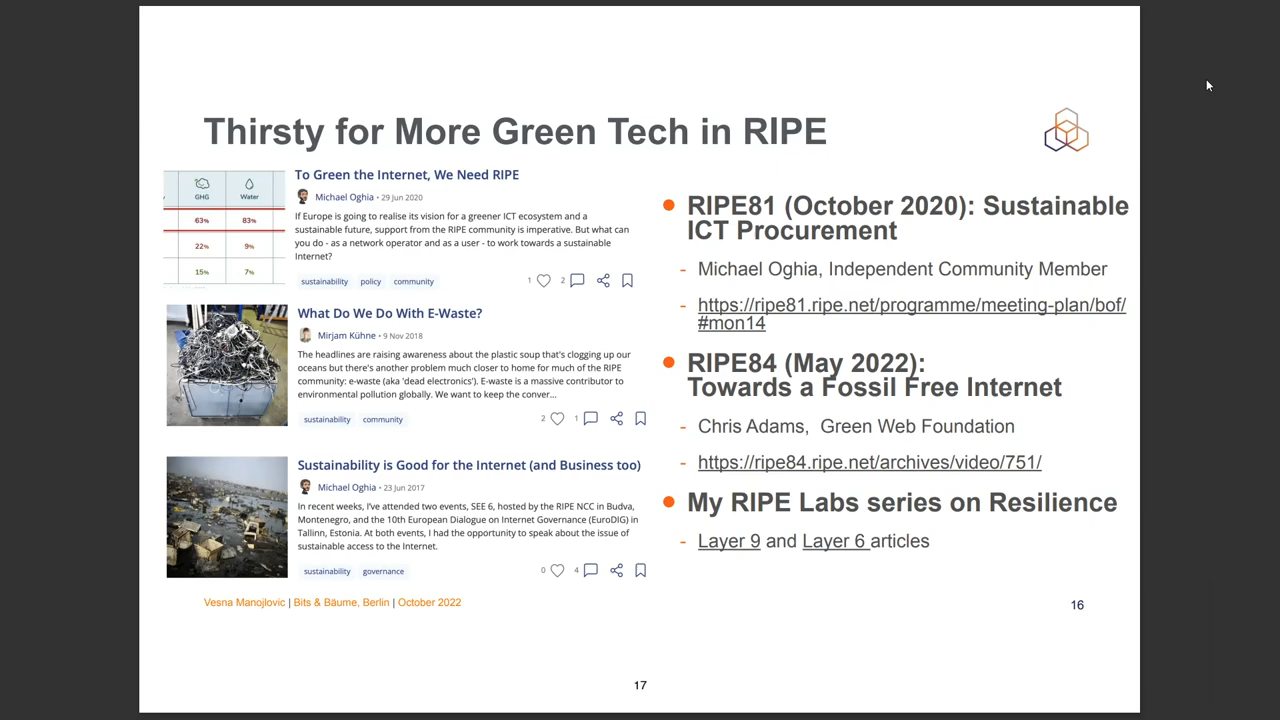 Thirsty for More Green Tech in RIPE
GHG Water
63% 83%
22% 9%
15% 7%
To Green the Internet, We Need RIPE
Michael Oghia • 29 Jun 2020
If Europe is going to realise its vision for a greener ICT ecosystem and a
sustainable future, support from the RIPE community is imperative. But what can
you do - as a network operator and as a user - to work towards a sustainable
Internet?
sustainability policy community
1 2
What Do We Do With E-Waste?
Mirjam Kühne • 9 Nov 2018
The headlines are raising awareness about the plastic soup that's clogging up our
oceans but there's another problem much closer to home for much of the RIPE
community: e-waste (aka 'dead electronics'). E-waste is a massive contributor to
environmental pollution globally. We want to keep the conver...
sustainability community
2 1
Sustainability is Good for the Internet (and Business too)
Michael Oghia • 23 Jun 2017
In recent weeks, I've attended two events, SEE 6, hosted by the RIPE NCC in Budva,
Montenegro, and the 10th European Dialogue on Internet Governance (EuroDIG) in
Tallinn, Estonia. At both events, I had the opportunity to speak about the issue of
sustainable access to the Internet.
sustainability governance
0 4
• RIPE81 (October 2020): Sustainable
ICT Procurement
- Michael Oghia, Independent Community Member
- https://ripe81.ripe.net/programme/meeting-plan/bof/
#mon14
• RIPE84 (May 2022):
Towards a Fossil Free Internet
- Chris Adams, Green Web Foundation
- https://ripe84.ripe.net/archives/video/751/
• My RIPE Labs series on Resilience
- Layer 9 and Layer 6 articles
Vesna Manojlovic | Bits & Bäume, Berlin | October 2022
16
17